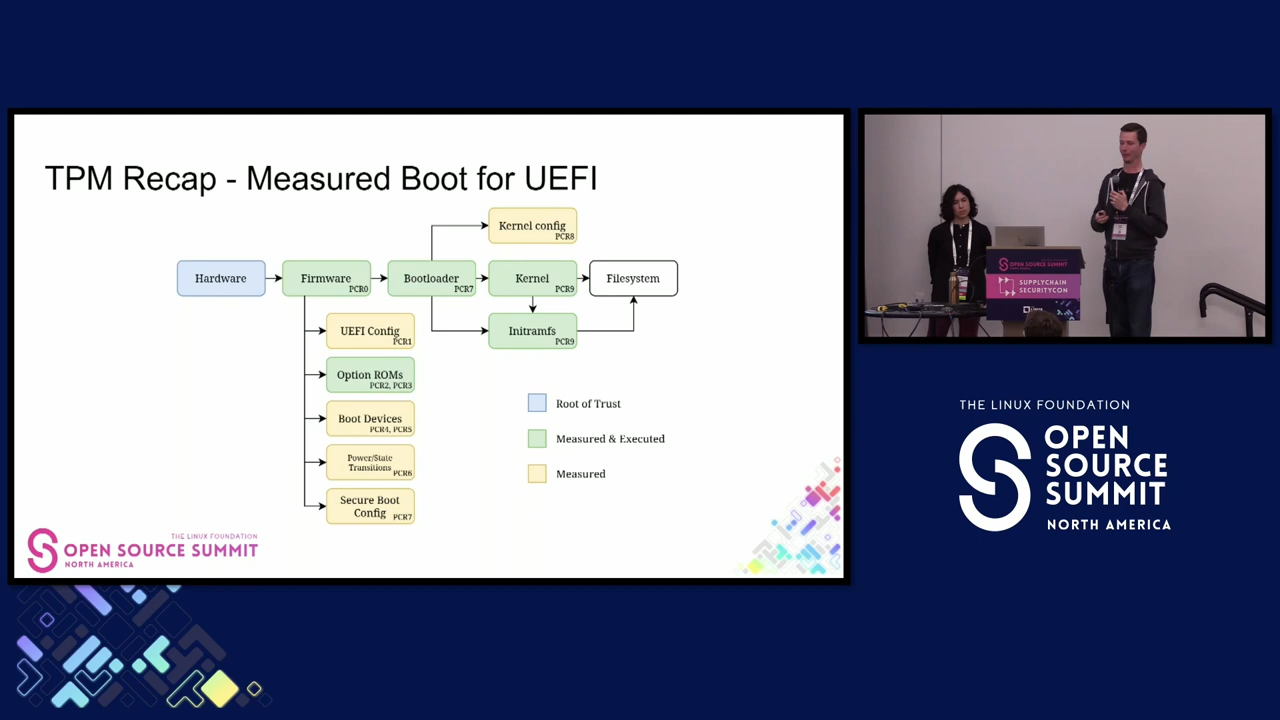 TPM Recap - Measured Boot for UEFI
Kernel config
PCR8
Hardware
Firmware
PCR0
Bootloader
PCR7
Kernel
PCR9
Filesystem
UEFI Config
PCR1
Initramfs
PCR9
Option ROMs
PCR2, PCR3
Boot Devices
PCR4, PCR5
Power/State
Transitions
PCR6
Secure Boot
Config
PCR7
Root of Trust
Measured & Executed
Measured
THE LINUX FOUNDATION
OPEN SOURCE SUMMIT
NORTH AMERICA
OPEN SOURCE SUMMIT
SUPPLYCHAIN
SECURITYCON
THE LINUX FOUNDATION
OPEN
SOURCE
SUMMIT
NORTH AMERICA